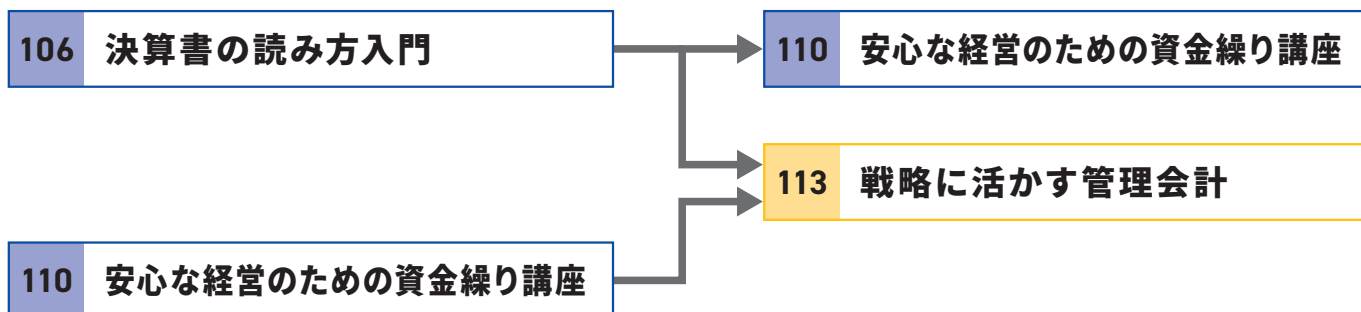 106 決算書の読み方入門
110 安心な経営のための資金繰り講座
113 戦略に活かす管理会計
110 安心な経営のための資金繰り講座